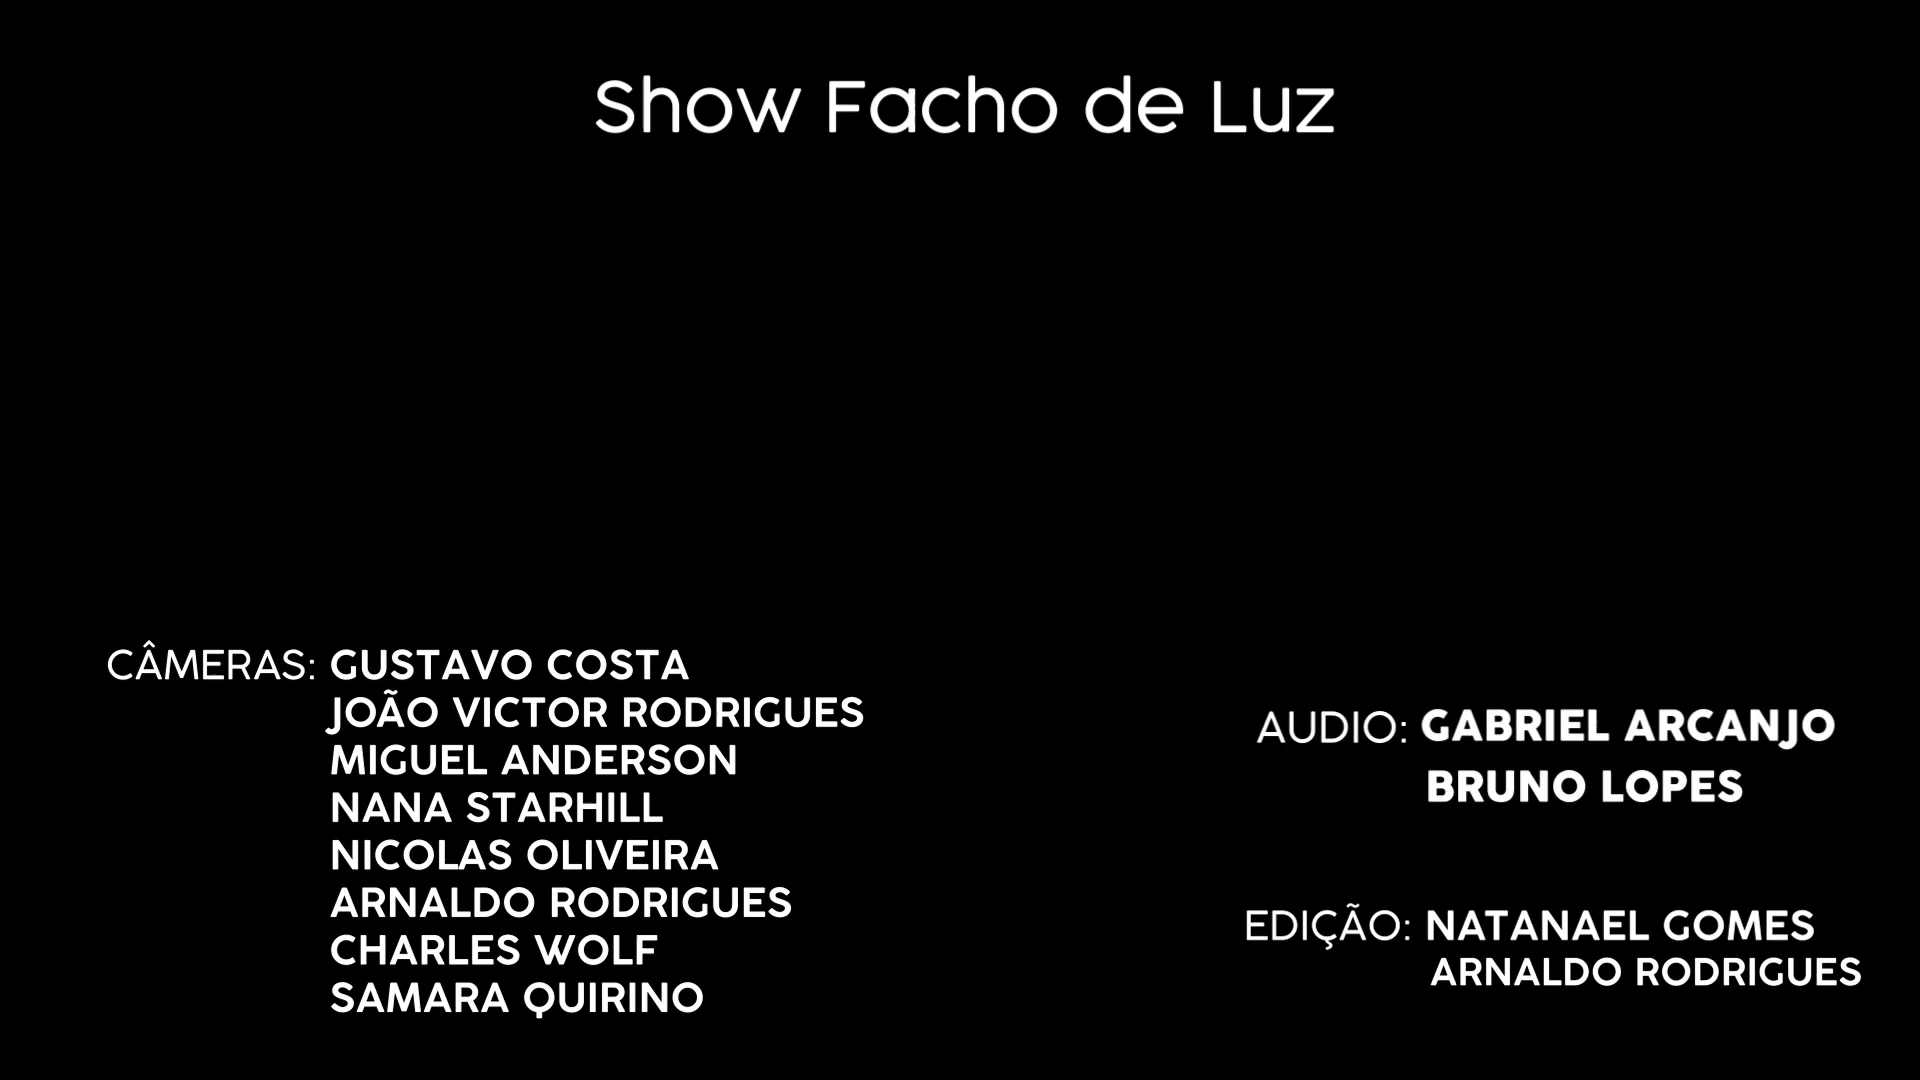 Show Facho de Luz
CÂMERAS: GUSTAVO COSTA
JOÃO VICTOR RODRIGUES
MIGUEL ANDERSON
NANA STARHILL
NICOLAS OLIVEIRA
ARNALDO RODRIGUES
CHARLES WOLF
SAMARA QUIRINO
AUDIO: GABRIEL ARCANJO
BRUNO LOPES
EDIÇÃO: NATANAEL GOMES
ARNALDO RODRIGUES